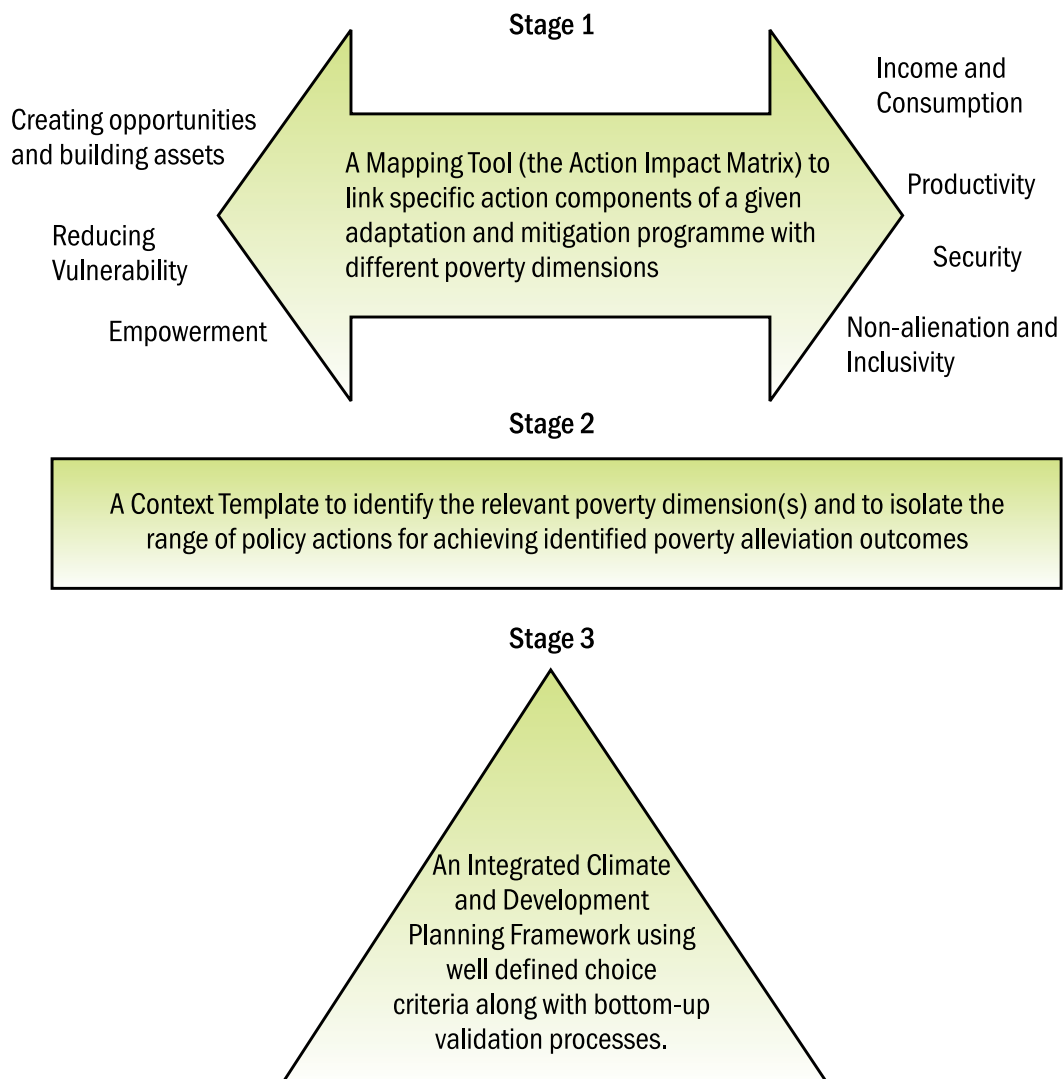 Stage 1
Creating opportunities
and building assets
Reducing
Vulnerability
Empowerment
A Mapping Tool (the Action Impact Matrix) to
link specific action components of a given
adaptation and mitigation programme with
different poverty dimensions
Income and
Consumption
Productivity
Security
Non-alienation and
Inclusivity
Stage 2
A Context Template to identify the relevant poverty dimension(s) and to isolate the
range of policy actions for achieving identified poverty alleviation outcomes
Stage 3
An Integrated Climate
and Development
Planning Framework using
well defined choice
criteria along with bottom-up
validation processes.